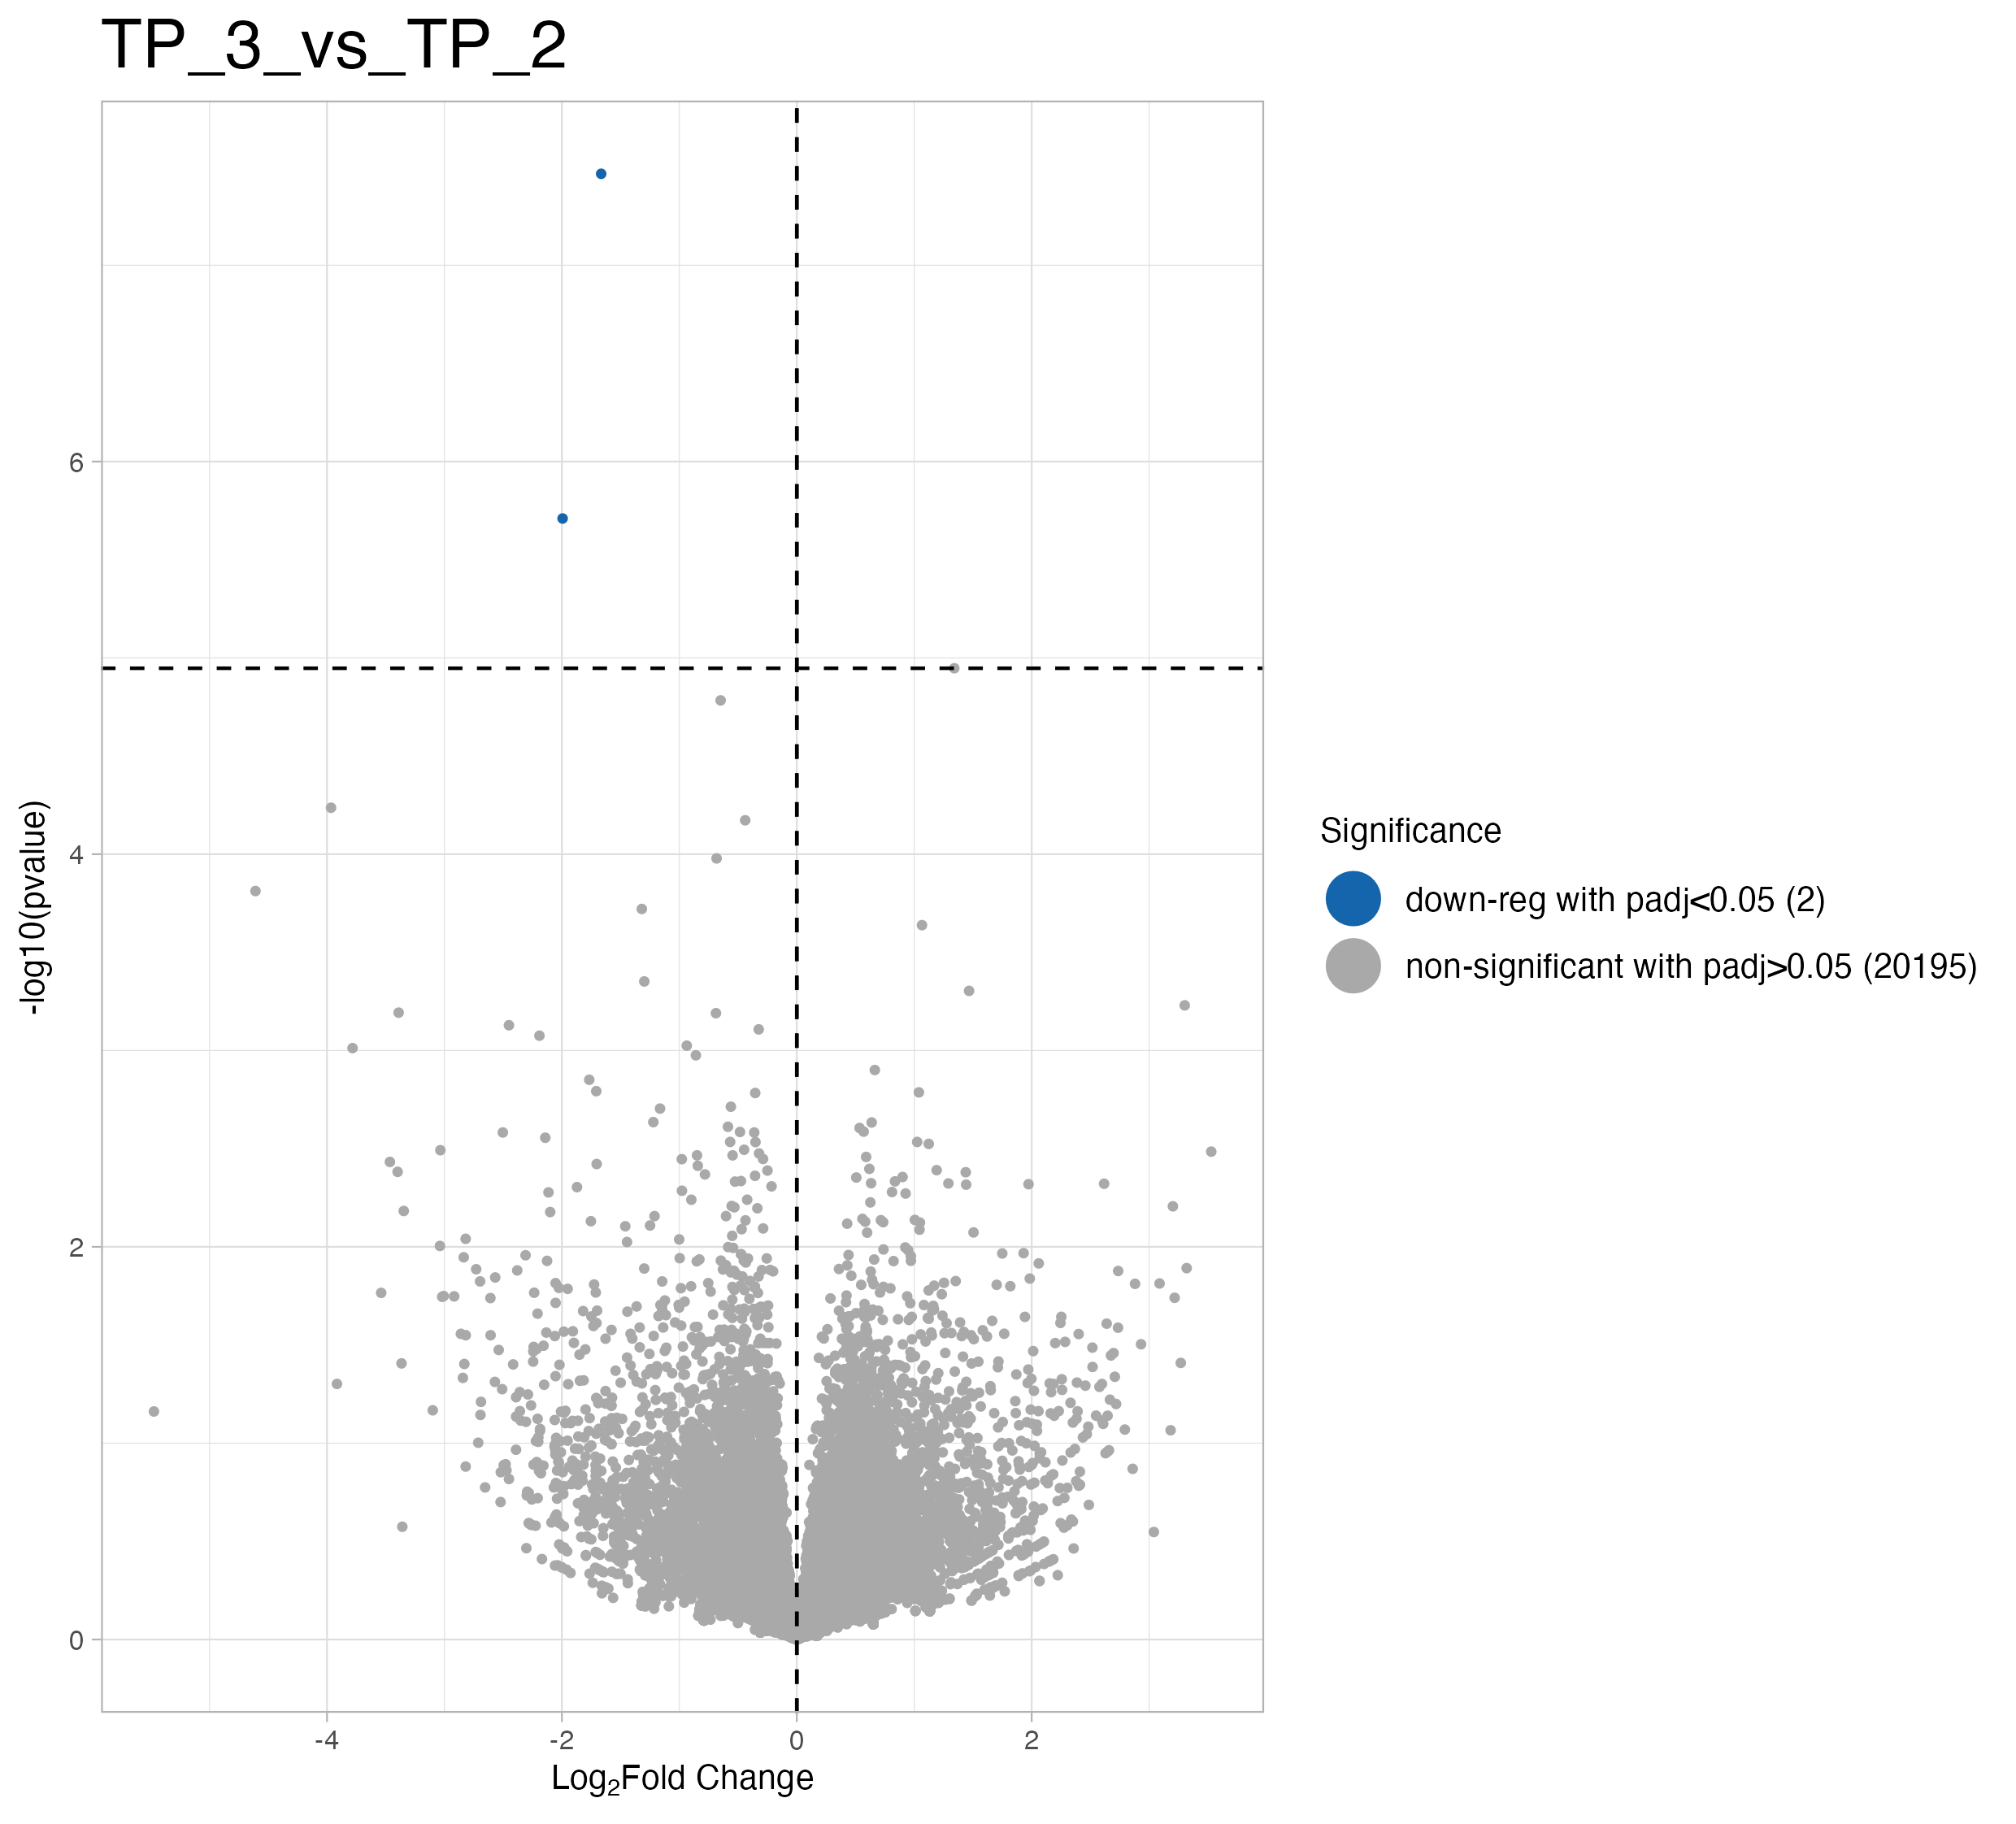 TP_3_vs_TP_2
6
4
2
0
-log10(pvalue)
-4
-2
0
2
Log₂Fold Change
Significance
down-reg with padj<0.05 (2)
non-significant with padj>0.05 (20195)